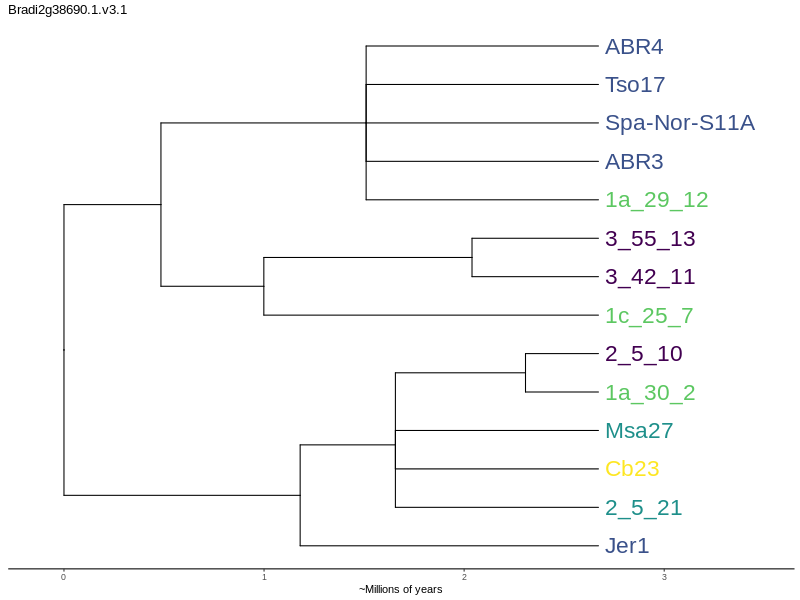 Bradi2g38690.1.v3.1
ABR4
Tso17
Spa-Nor-S11A
ABR3
1a_29_12
3_55_13
3_42_11
1c_25_7
2_5_10
1a_30_2
Msa27
Cb23
2_5_21
Jer1
0 1 2 3
~Millions of years